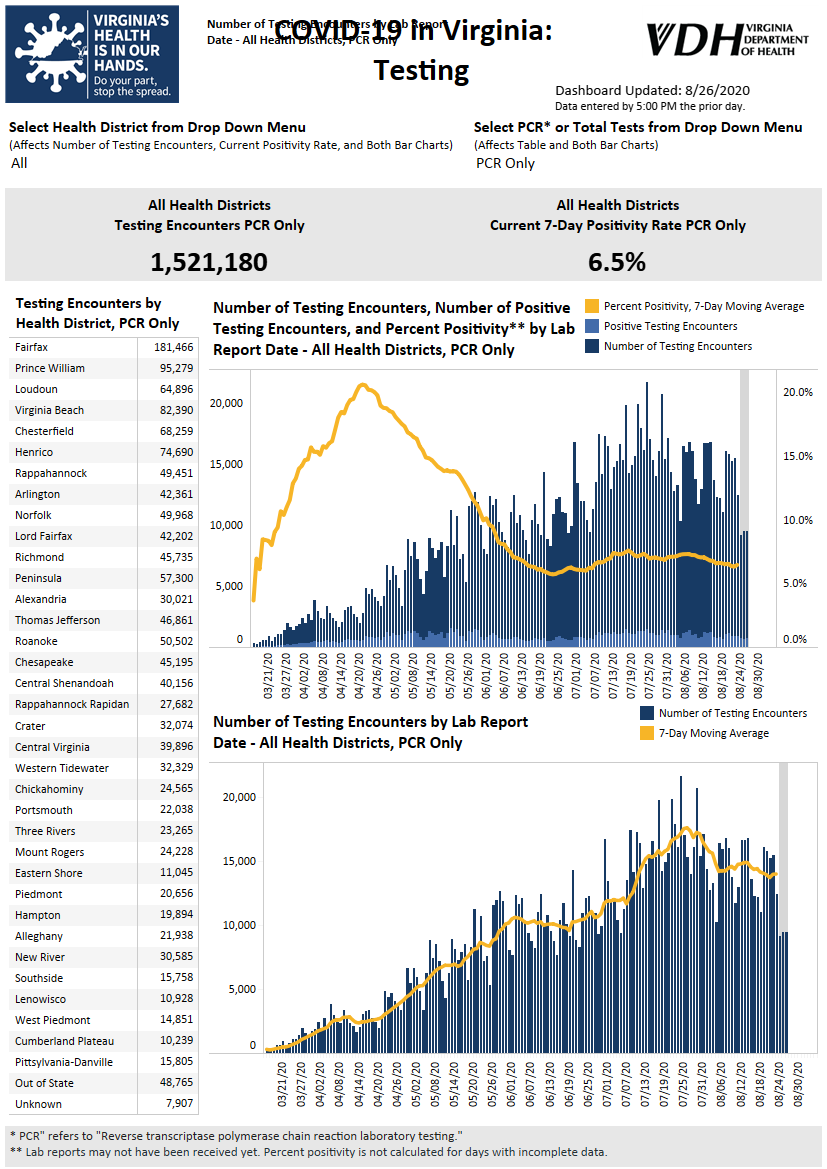 VIRGINIA'S
HEALTH
IS IN OUR
HANDS.
Do your part,
stop the spread.
Number of Testing Encounters by Lab Report
Date - All Health Districts, PCR Only
COVID-19 in Virginia:
Testing
VDH VIRGINIA
DEPARTMENT
OF HEALTH
Dashboard Updated: 8/26/2020
Data entered by 5:00 PM the prior day.
Select Health District from Drop Down Menu
(Affects Number of Testing Encounters, Current Positivity Rate, and Both Bar Charts)
All
Select PCR* or Total Tests from Drop Down Menu
(Affects Table and Both Bar Charts)
PCR Only
All Health Districts
Testing Encounters PCR Only
1,521,180
All Health Districts
Current 7-Day Positivity Rate PCR Only
6.5%
Testing Encounters by
Health District, PCR Only
Fairfax 181,466
Prince William 95,279
Loudoun 64,896
Virginia Beach 82,390
Chesterfield 68,259
Henrico 74,690
Rappahannock 49,451
Arlington 42,361
Norfolk 49,968
Lord Fairfax 42,202
Richmond 45,735
Peninsula 57,300
Alexandria 30,021
Thomas Jefferson 46,861
Roanoke 50,502
Chesapeake 45,195
Central Shenandoah 40,156
Rappahannock Rapidan 27,682
Crater 32,074
Central Virginia 39,896
Western Tidewater 32,329
Chickahominy 24,565
Portsmouth 22,038
Three Rivers 23,265
Mount Rogers 24,228
Eastern Shore 11,045
Piedmont 20,656
Hampton 19,894
Alleghany 21,938
New River 30,585
Southside 15,758
Lenowisco 10,928
West Piedmont 14,851
Cumberland Plateau 10,239
Pittsylvania-Danville 15,805
Out of State 48,765
Unknown 7,907
Number of Testing Encounters, Number of Positive
Testing Encounters, and Percent Positivity** by Lab
Report Date - All Health Districts, PCR Only
Percent Positivity, 7-Day Moving Average
Positive Testing Encounters
Number of Testing Encounters
20,000
15,000
10,000
5,000
0
20.0%
15.0%
10.0%
5.0%
0.0%
03/21/20
03/27/20
04/02/20
04/08/20
04/14/20
04/20/20
04/26/20
05/02/20
05/08/20
05/14/20
05/20/20
05/26/20
06/01/20
06/07/20
06/13/20
06/19/20
06/25/20
07/01/20
07/07/20
07/13/20
07/19/20
07/25/20
07/31/20
08/06/20
08/12/20
08/18/20
08/24/20
08/30/20
Number of Testing Encounters by Lab Report
Date - All Health Districts, PCR Only
Number of Testing Encounters
7-Day Moving Average
20,000
15,000
10,000
5,000
0
03/21/20
03/27/20
04/02/20
04/08/20
04/14/20
04/20/20
04/26/20
05/02/20
05/08/20
05/14/20
05/20/20
05/26/20
06/01/20
06/07/20
06/13/20
06/19/20
06/25/20
07/01/20
07/07/20
07/13/20
07/19/20
07/25/20
07/31/20
08/06/20
08/12/20
08/18/20
08/24/20
08/30/20
* PCR" refers to "Reverse transcriptase polymerase chain reaction laboratory testing."
** Lab reports may not have been received yet. Percent positivity is not calculated for days with incomplete data.